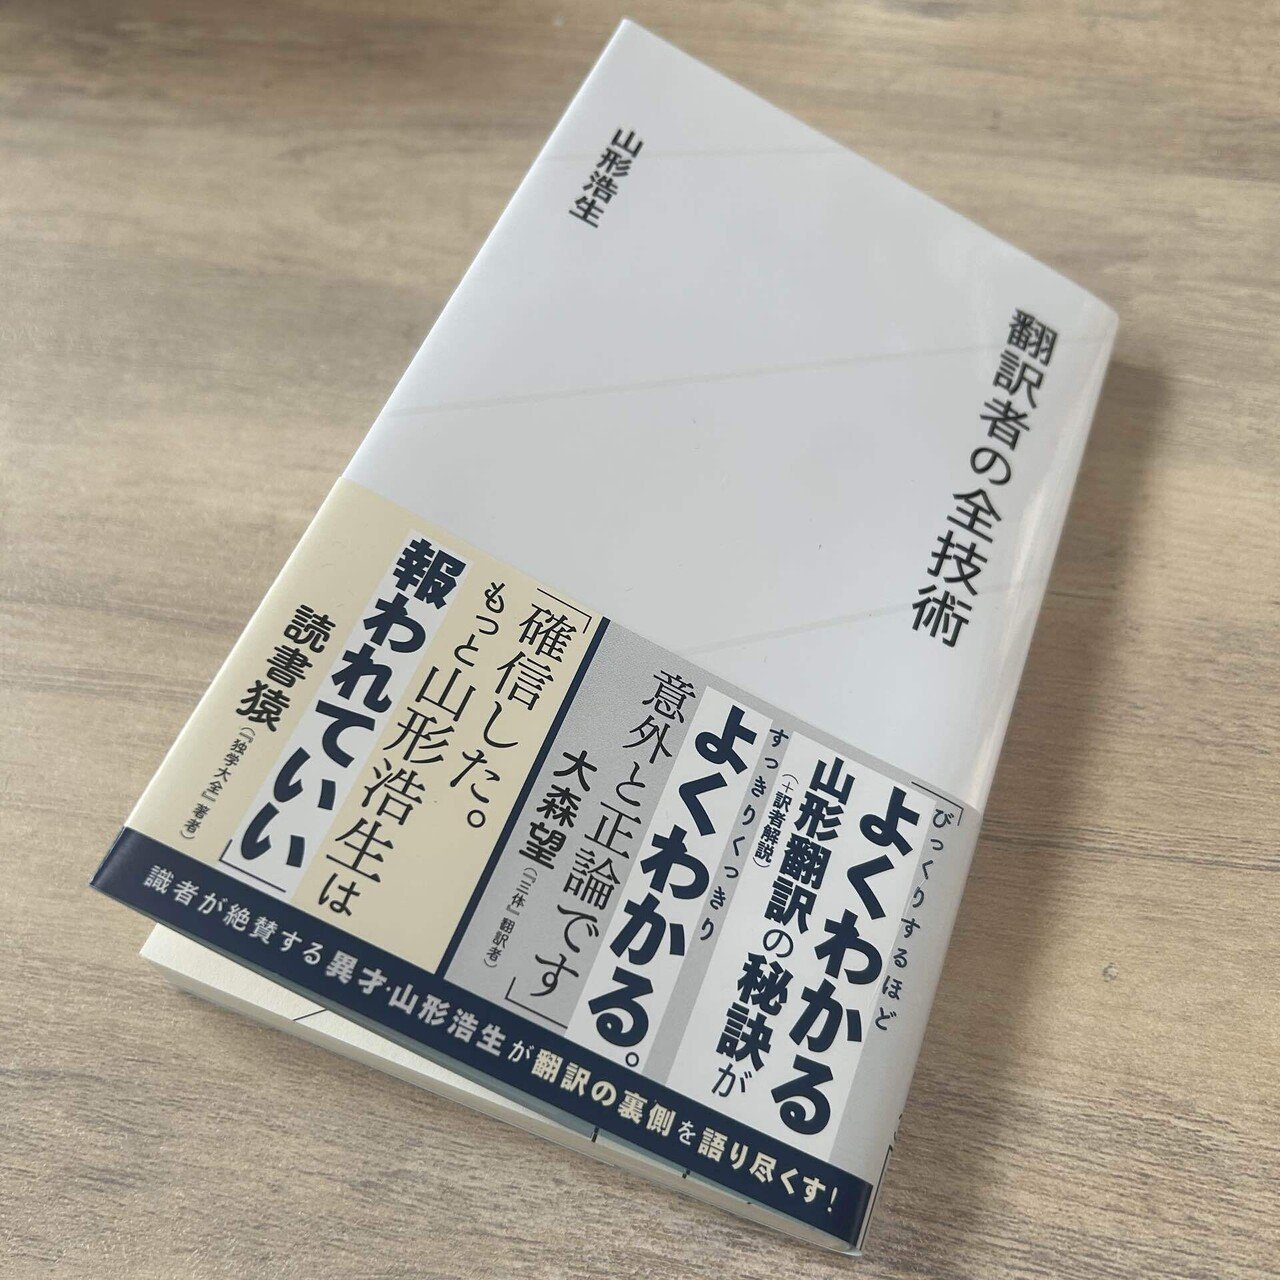 翻訳者の全技術
山形浩生
「びっくりするほど
よくわかる
山形翻訳の秘訣が
(+訳者解説)
すっきりくっきり
よくわかる。
意外と正論です」
大森望(『三体』翻訳者)
「確信した。
もっと山形浩生は
報われていい」
読書猿(『独学大全』著者)
識者が絶賛する異才・山形浩生が翻訳の裏側を語り尽くす!